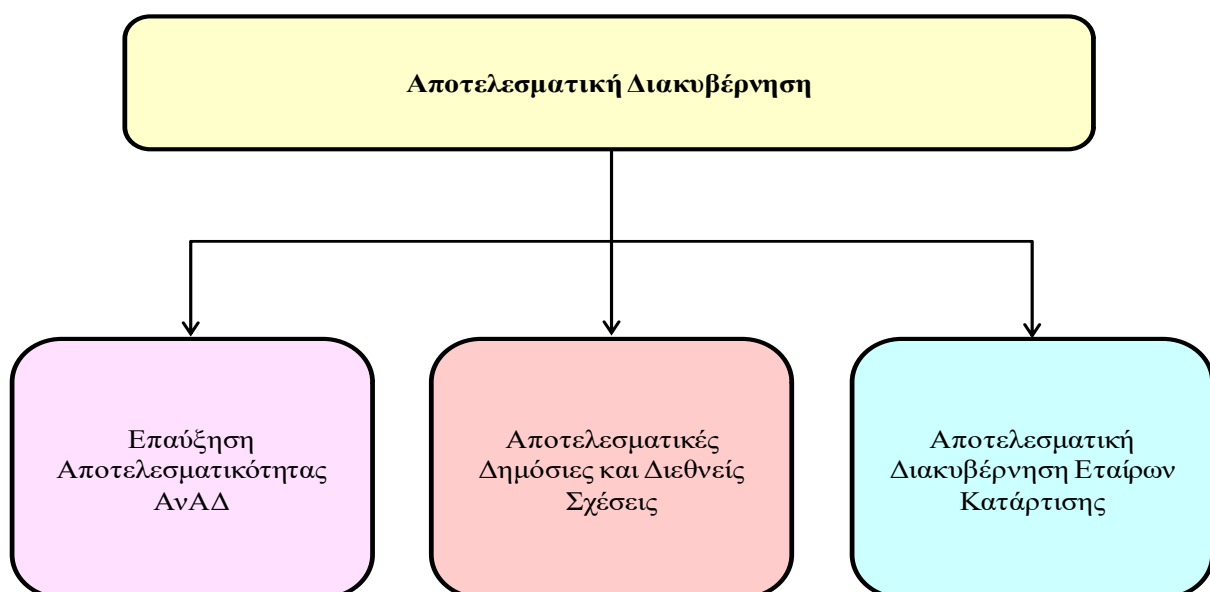 Αποτελεσματική Διακυβέρνηση
Επαύξηση
Αποτελεσματικότητας
ΑνΑΔ
Αποτελεσματικές
Δημόσιες και Διεθνείς
Σχέσεις
Αποτελεσματική
Διακυβέρνηση Εταίρων
Κατάρτισης